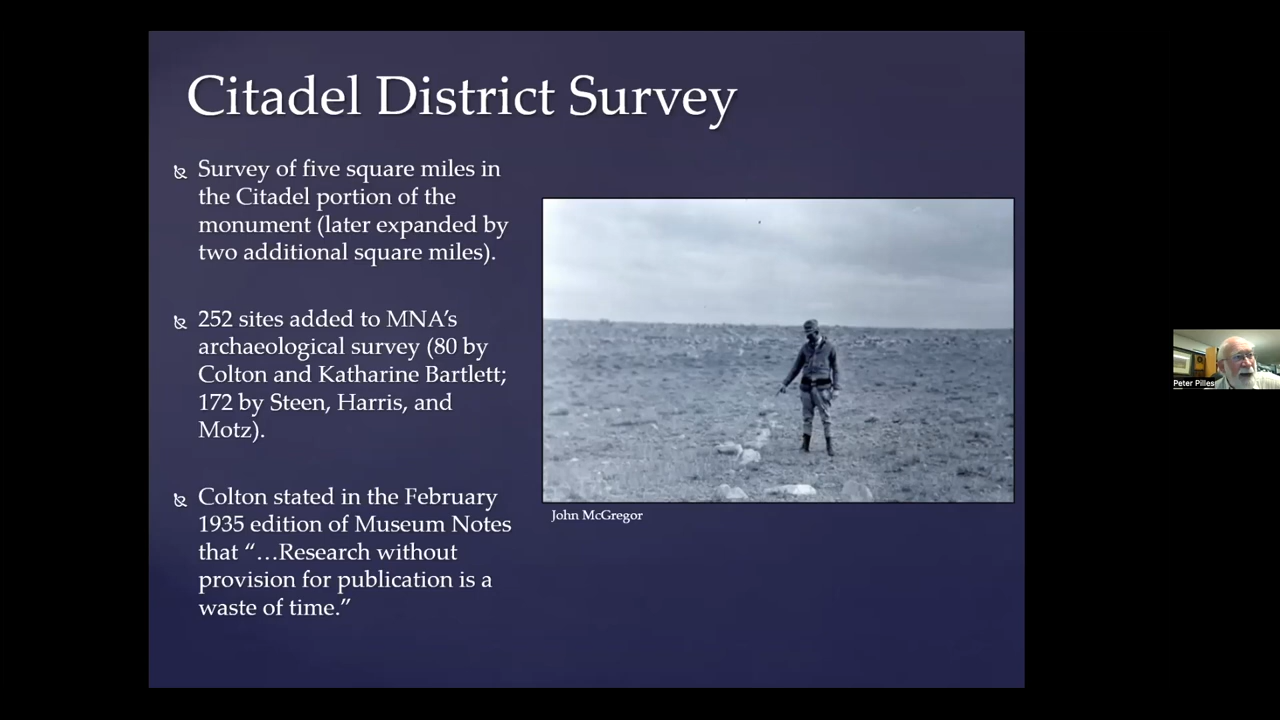 Citadel District Survey
Survey of five square miles in
the Citadel portion of the
monument (later expanded by
two additional square miles).
252 sites added to MNA's
archaeological survey (80 by
Colton and Katharine Bartlett;
172 by Steen, Harris, and
Motz).
Colton stated in the February
1935 edition of Museum Notes
that “…Research without
provision for publication is a
waste of time.”
John McGregor
Peter Pilles